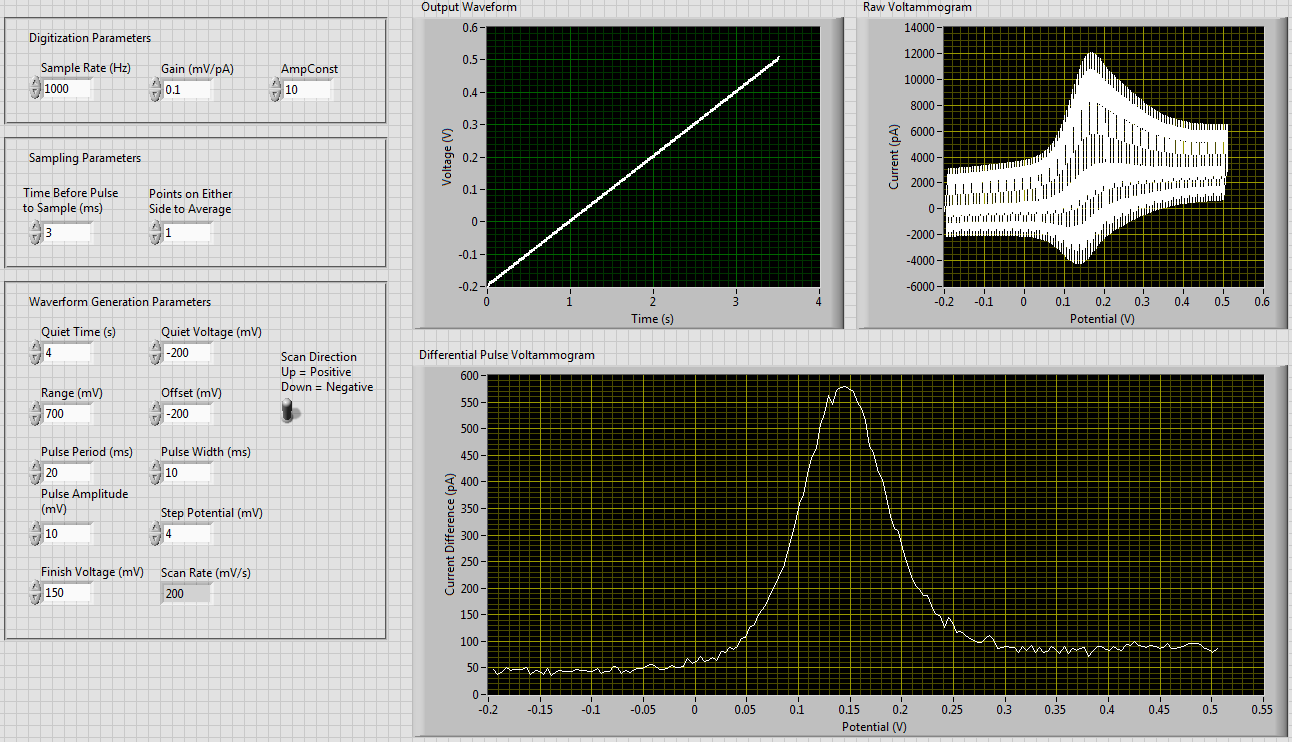 Digitization Parameters
Sample Rate (Hz)
1000
Gain (mV/pA)
0.1
AmpConst
10
Sampling Parameters
Time Before Pulse
to Sample (ms)
3
Points on Either
Side to Average
1
Waveform Generation Parameters
Quiet Time (s)
4
Quiet Voltage (mV)
-200
Scan Direction
Up = Positive
Down = Negative
Range (mV)
700
Offset (mV)
-200
Pulse Period (ms)
20
Pulse Width (ms)
10
Pulse Amplitude
(mV)
10
Step Potential (mV)
4
Finish Voltage (mV)
150
Scan Rate (mV/s)
200
Output Waveform
Voltage (V)
0.6
0.5
0.4
0.3
0.2
0.1
0
-0.1
-0.2
0 1 2 3 4
Time (s)
Raw Voltammogram
Current (pA)
14000
12000
10000
8000
6000
4000
2000
0
-2000
-4000
-6000
-0.2 -0.1 0 0.1 0.2 0.3 0.4 0.5 0.6
Potential (V)
Differential Pulse Voltammogram
Current Difference (pA)
600
550
500
450
400
350
300
250
200
150
100
50
0
-0.2 -0.15 -0.1 -0.05 0 0.05 0.1 0.15 0.2 0.25 0.3 0.35 0.4 0.45 0.5 0.55
Potential (V)